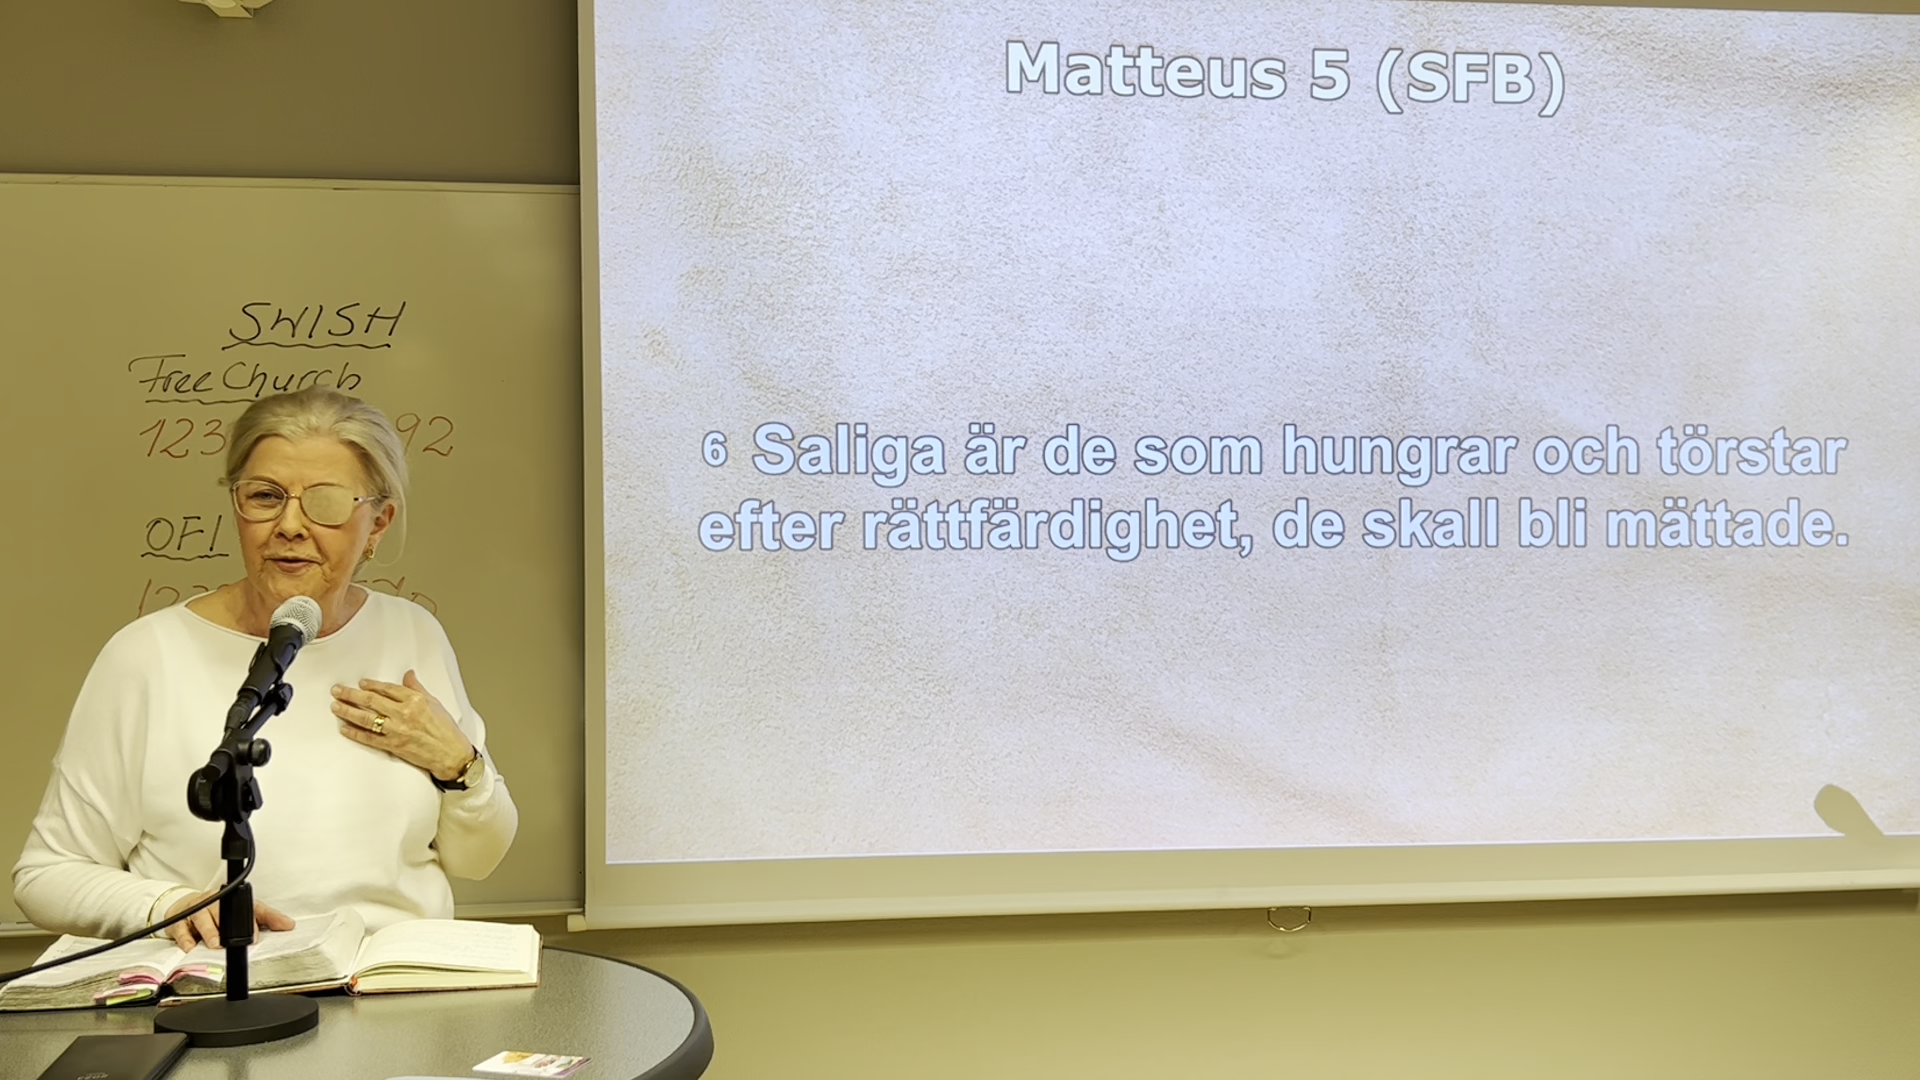 Matteus 5 (SFB)
6 Saliga är de som hungrar och törstar
efter rättfärdighet, de skall bli mättade.
SWISH
Free Church
123 92
OFI